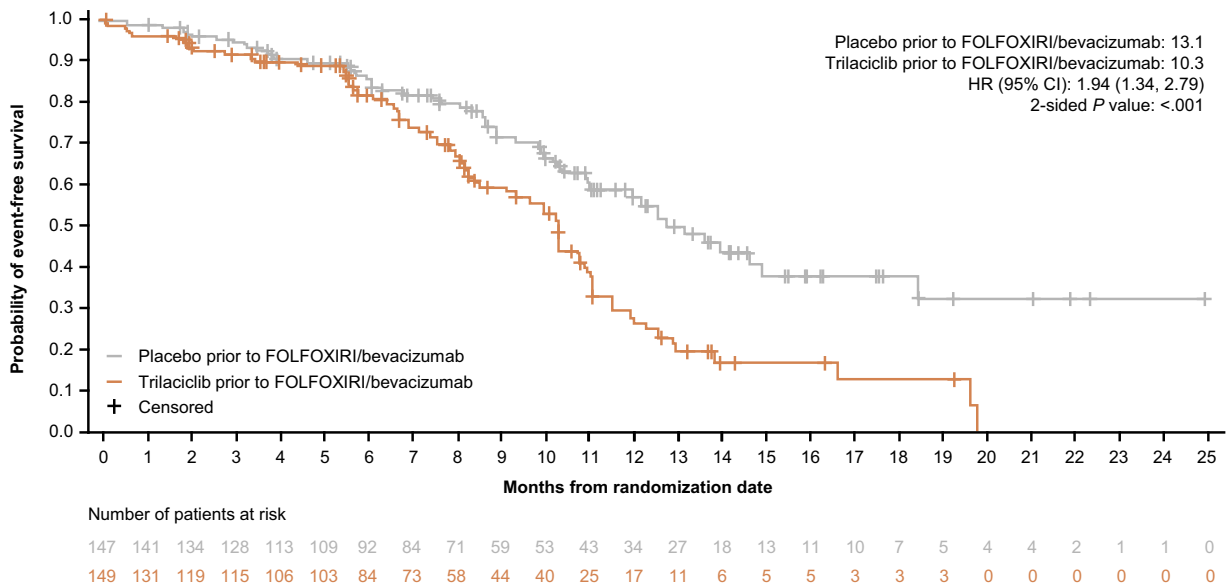 Placebo prior to FOLFOXIRI/bevacizumab: 13.1
Trilaciclib prior to FOLFOXIRI/bevacizumab: 10.3
HR (95% CI): 1.94 (1.34, 2.79)
2-sided P value: <.001
Probability of event-free survival
1.0
0.9
0.8
0.7
0.6
0.5
0.4
0.3
0.2
0.1
0.0
Placebo prior to FOLFOXIRI/bevacizumab
Trilaciclib prior to FOLFOXIRI/bevacizumab
Censored
0 1 2 3 4 5 6 7 8 9 10 11 12 13 14 15 16 17 18 19 20 21 22 23 24 25
Months from randomization date
Number of patients at risk
147 141 134 128 113 109 92 84 71 59 53 43 34 27 18 13 11 10 7 5 4 4 2 1 1 0
149 131 119 115 106 103 84 73 58 44 40 25 17 11 6 5 5 3 3 3 0 0 0 0 0 0